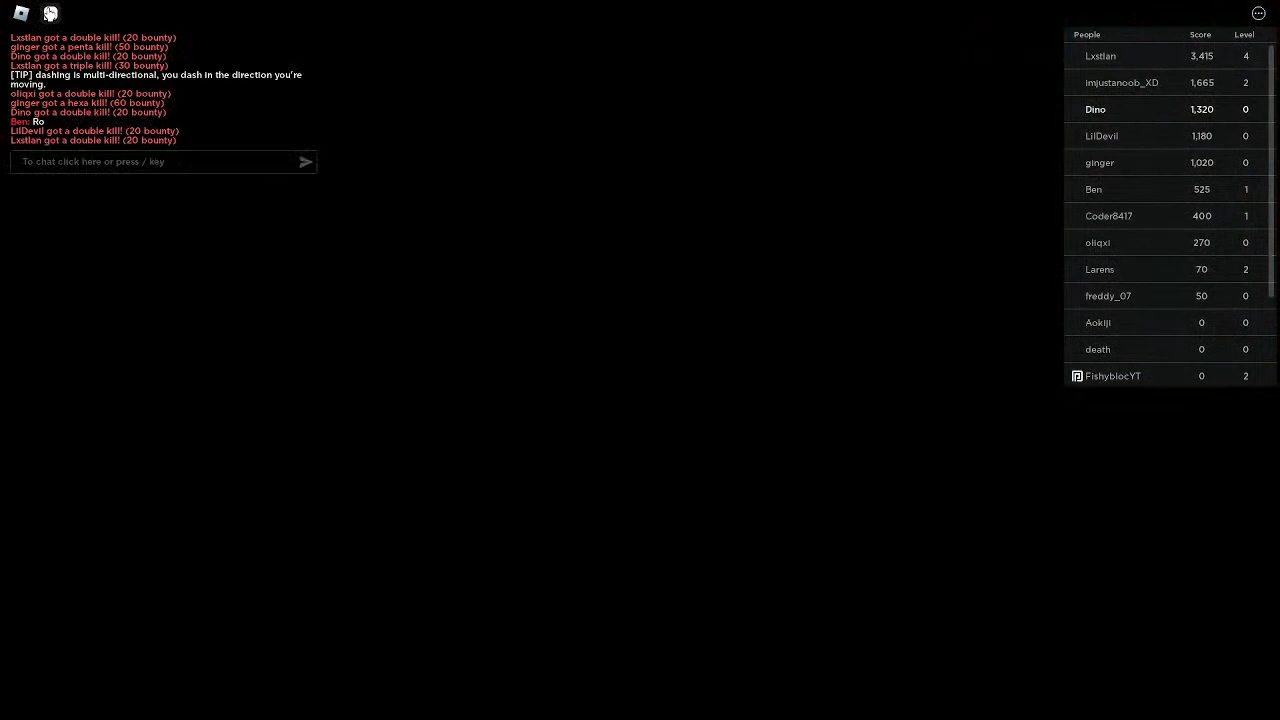 Lxstlan got a double kill! (20 bounty)
ginger got a penta kill! (50 bounty)
Dino got a double kill! (20 bounty)
Lxstlan got a triple kill! (30 bounty)
[TIP] dashing is multi-directional, you dash in the direction you're
moving.
oliqxi got a double kill! (20 bounty)
ginger got a hexa kill! (60 bounty)
Dino got a double kill! (20 bounty)
Ben: Ro
LilDevil got a double kill! (20 bounty)
Lxstlan got a double kill! (20 bounty)
To chat click here or press / key
People Score Level
Lxstlan 3,415 4
imjustanoob_XD 1,665 2
Dino 1,320 0
LilDevil 1,180 0
ginger 1,020 0
Ben 525 1
Coder8417 400 1
oliqxi 270 0
Larens 70 2
freddy_07 50 0
Aokiji 0 0
death 0 0
FishyblocYT 0 2